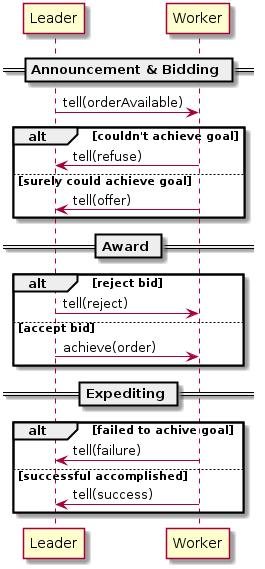 Leader Worker
Announcement & Bidding
tell(orderAvailable)
alt [couldn't achieve goal]
tell(refuse)
[surely could achieve goal]
tell(offer)
Award
alt [reject bid]
tell(reject)
[accept bid]
achieve(order)
Expediting
alt [failed to achive goal]
tell(failure)
[successful accomplished]
tell(success)
Leader Worker